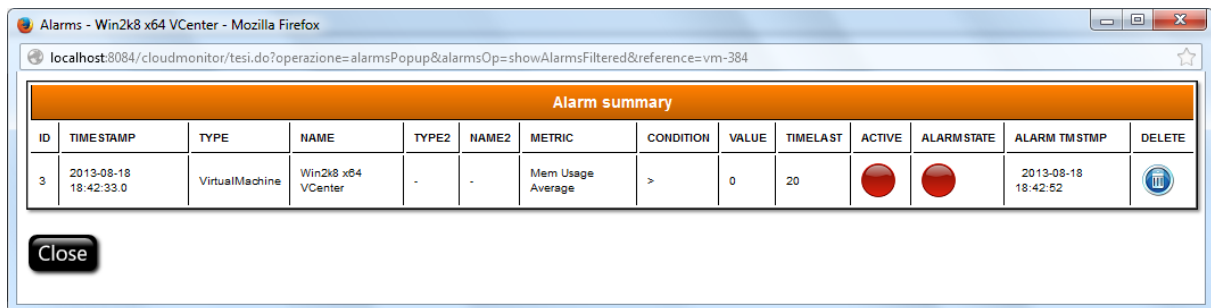 Alarms - Win2k8 x64 VCenter - Mozilla Firefox
localhost:8084/cloudmonitor/tesi.do?operazione=alarmsPopup&alarmsOp=showAlarmsFiltered&reference=vm-384
Alarm summary
ID TIMESTAMP TYPE NAME TYPE2 NAME2 METRIC CONDITION VALUE TIMELAST ACTIVE ALARMSTATE ALARM TMSTMP DELETE
3 2013-08-18 18:42:33.0 VirtualMachine Win2k8 x64 VCenter - - Mem Usage Average > 0 20 2013-08-18 18:42:52
Close